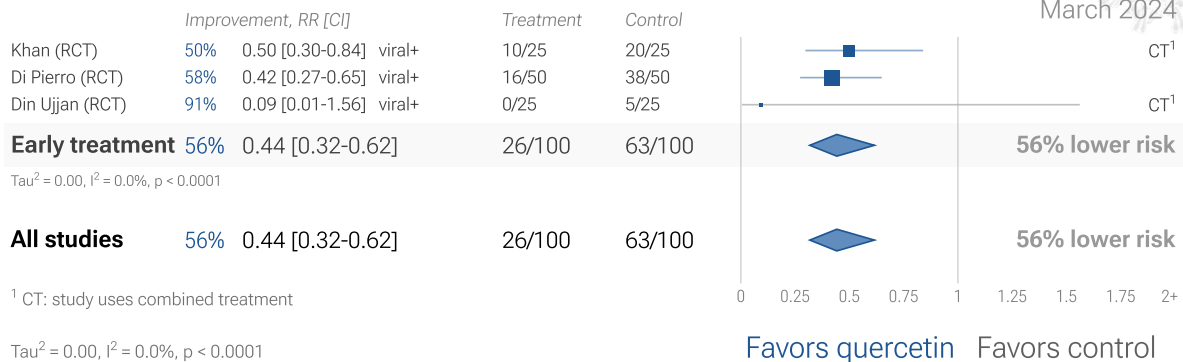 March 2024
Improvement, RR [CI] Treatment Control
Khan (RCT) 50% 0.50 [0.30-0.84] viral+ 10/25 20/25 CT¹
Di Pierro (RCT) 58% 0.42 [0.27-0.65] viral+ 16/50 38/50
Din Ujjan (RCT) 91% 0.09 [0.01-1.56] viral+ 0/25 5/25 CT¹
Early treatment 56% 0.44 [0.32-0.62] 26/100 63/100 56% lower risk
Tau² = 0.00, I² = 0.0%, p < 0.0001
All studies 56% 0.44 [0.32-0.62] 26/100 63/100 56% lower risk
¹ CT: study uses combined treatment
0 0.25 0.5 0.75 1 1.25 1.5 1.75 2+
Tau² = 0.00, I² = 0.0%, p < 0.0001
Favors quercetin Favors control